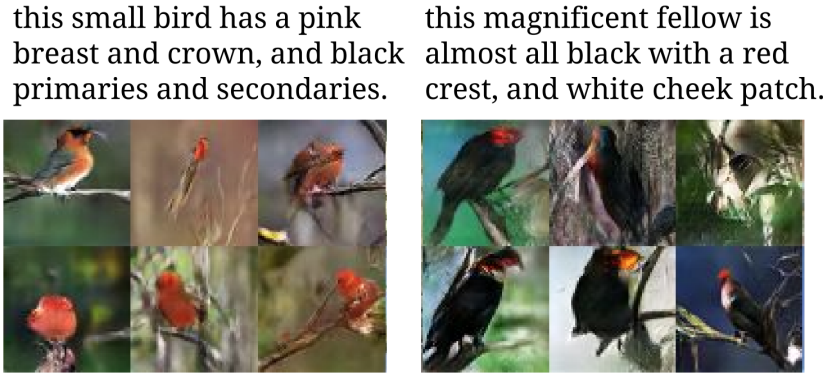 this small bird has a pink
breast and crown, and black
primaries and secondaries.
this magnificent fellow is
almost all black with a red
crest, and white cheek patch.